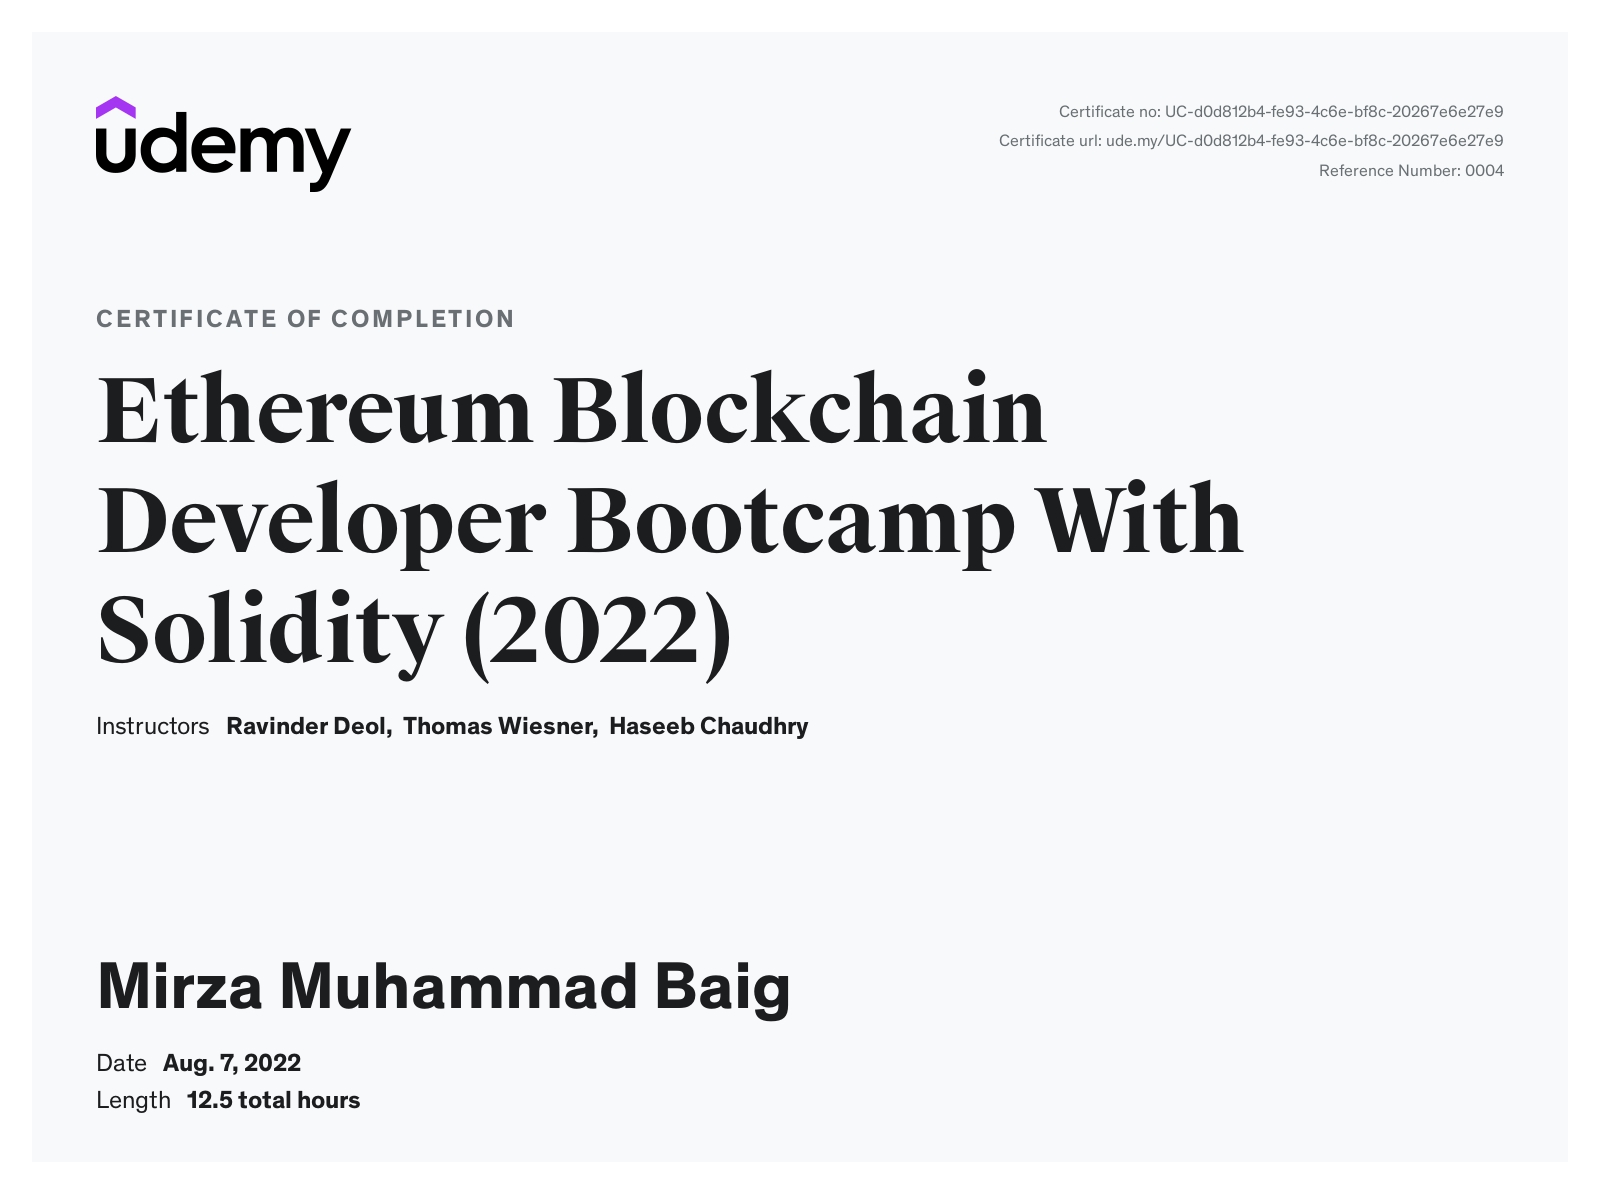 udemy
Certificate no: UC-d0d812b4-fe93-4c6e-bf8c-20267e6e27e9
Certificate url: ude.my/UC-d0d812b4-fe93-4c6e-bf8c-20267e6e27e9
Reference Number: 0004
CERTIFICATE OF COMPLETION
Ethereum Blockchain
Developer Bootcamp With
Solidity (2022)
Instructors Ravinder Deol, Thomas Wiesner, Haseeb Chaudhry
Mirza Muhammad Baig
Date Aug. 7, 2022
Length 12.5 total hours